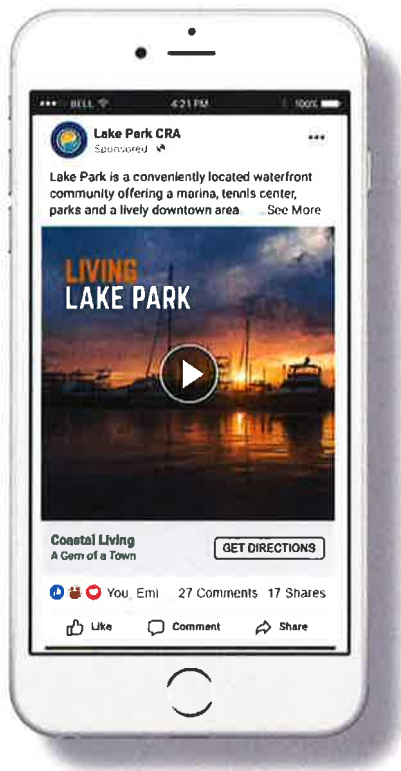 BELL
4:21 PM
100%
Lake Park CRA
Sponsored
Lake Park is a conveniently located waterfront
community offering a marina, tennis center,
parks and a lively downtown area ...See More
LIVING
LAKE PARK
Coastal Living
A Gem of a Town
GET DIRECTIONS
You, Emi 27 Comments 17 Shares
Like Comment Share